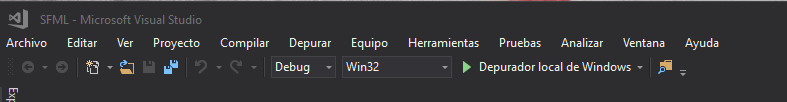 SFML - Microsoft Visual Studio
Archivo Editar Ver Proyecto Compilar Depurar Equipo Herramientas Pruebas Analizar Ventana Ayuda
Debug Win32 Depurador local de Windows
Exp